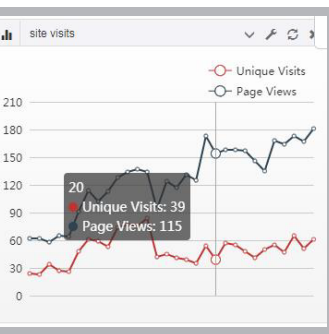 site visits
Unique Visits
Page Views
210
180
150
120
90
60
30
0
20
Unique Visits: 39
Page Views: 115